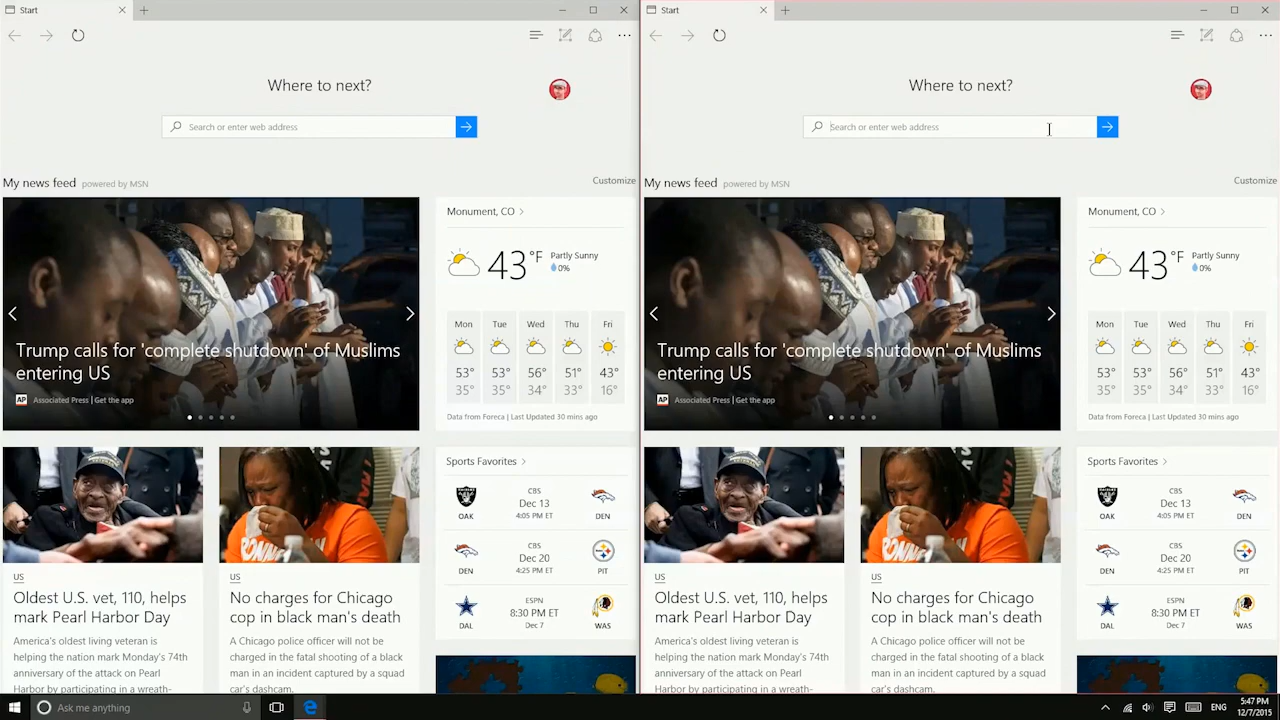 Start
Where to next?
Search or enter web address
My news feed powered by MSN
Customize
Trump calls for 'complete shutdown' of Muslims
entering US
AP Associated Press | Get the app
Monument, CO
43°F Partly Sunny
0%
Mon Tue Wed Thu Fri
53° 53° 56° 51° 43°
35° 35° 34° 33° 16°
Data from Foreca | Last Updated 30 mins ago
US
Oldest U.S. vet, 110, helps
mark Pearl Harbor Day
America's oldest living veteran is
helping the nation mark Monday's 74th
anniversary of the attack on Pearl
Harbor by participating in a wreath-
US
No charges for Chicago
cop in black man's death
A Chicago police officer will not be
charged in the fatal shooting of a black
man in an incident captured by a squad
car's dashcam.
Sports Favorites
CBS
OAK Dec 13 DEN
4:05 PM ET
CBS
DEN Dec 20 PIT
4:25 PM ET
ESPN
DAL 8:30 PM ET WAS
Dec 7
Start
Where to next?
Search or enter web address
My news feed powered by MSN
Customize
Trump calls for 'complete shutdown' of Muslims
entering US
AP Associated Press | Get the app
Monument, CO
43°F Partly Sunny
0%
Mon Tue Wed Thu Fri
53° 53° 56° 51° 43°
35° 35° 34° 33° 16°
Data from Foreca | Last Updated 30 mins ago
US
Oldest U.S. vet, 110, helps
mark Pearl Harbor Day
America's oldest living veteran is
helping the nation mark Monday's 74th
anniversary of the attack on Pearl
Harbor by participating in a wreath-
US
No charges for Chicago
cop in black man's death
A Chicago police officer will not be
charged in the fatal shooting of a black
man in an incident captured by a squad
car's dashcam.
Sports Favorites
CBS
OAK Dec 13 DEN
4:05 PM ET
CBS
DEN Dec 20 PIT
4:25 PM ET
ESPN
DAL 8:30 PM ET WAS
Dec 7
Ask me anything
ENG
5:47 PM
12/7/2015